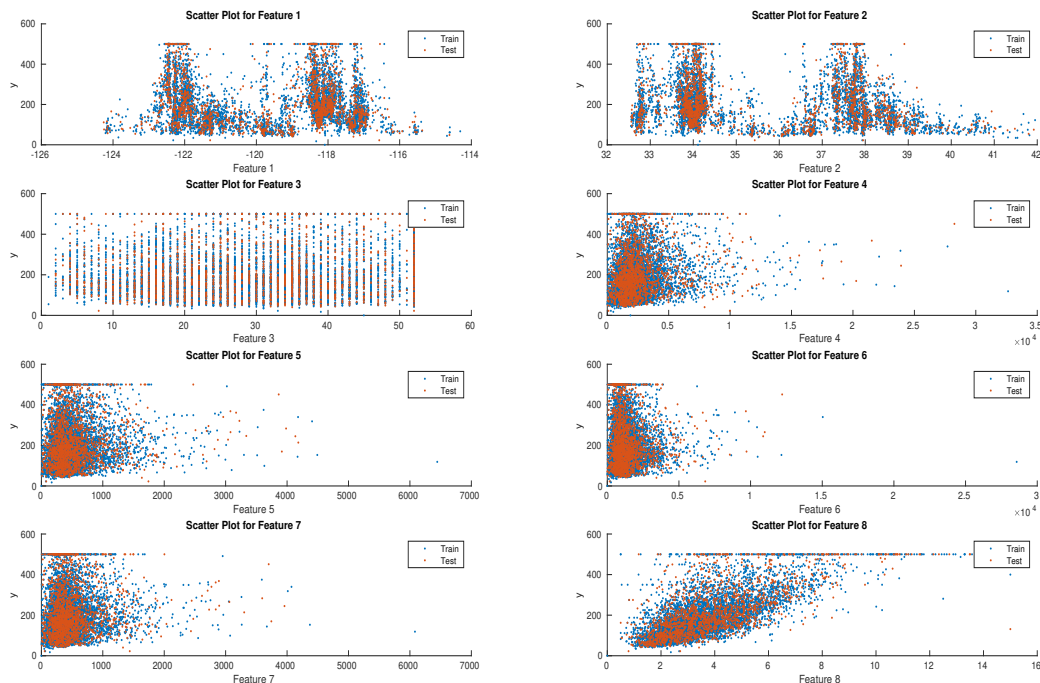 Scatter Plot for Feature 1
600
400
200
0
y
-126 -124 -122 -120 -118 -116 -114
Feature 1
Train
Test
Scatter Plot for Feature 2
600
400
200
0
y
32 33 34 35 36 37 38 39 40 41 42
Feature 2
Train
Test
Scatter Plot for Feature 3
600
400
200
0
y
0 10 20 30 40 50 60
Feature 3
Train
Test
Scatter Plot for Feature 4
600
400
200
0
y
0 0.5 1 1.5 2 2.5 3 3.5
×10⁴
Feature 4
Train
Test
Scatter Plot for Feature 5
600
400
200
0
y
0 1000 2000 3000 4000 5000 6000 7000
Feature 5
Train
Test
Scatter Plot for Feature 6
600
400
200
0
y
0 0.5 1 1.5 2 2.5 3
×10⁴
Feature 6
Train
Test
Scatter Plot for Feature 7
600
400
200
0
y
0 1000 2000 3000 4000 5000 6000 7000
Feature 7
Train
Test
Scatter Plot for Feature 8
600
400
200
0
y
0 2 4 6 8 10 12 14 16
Feature 8
Train
Test